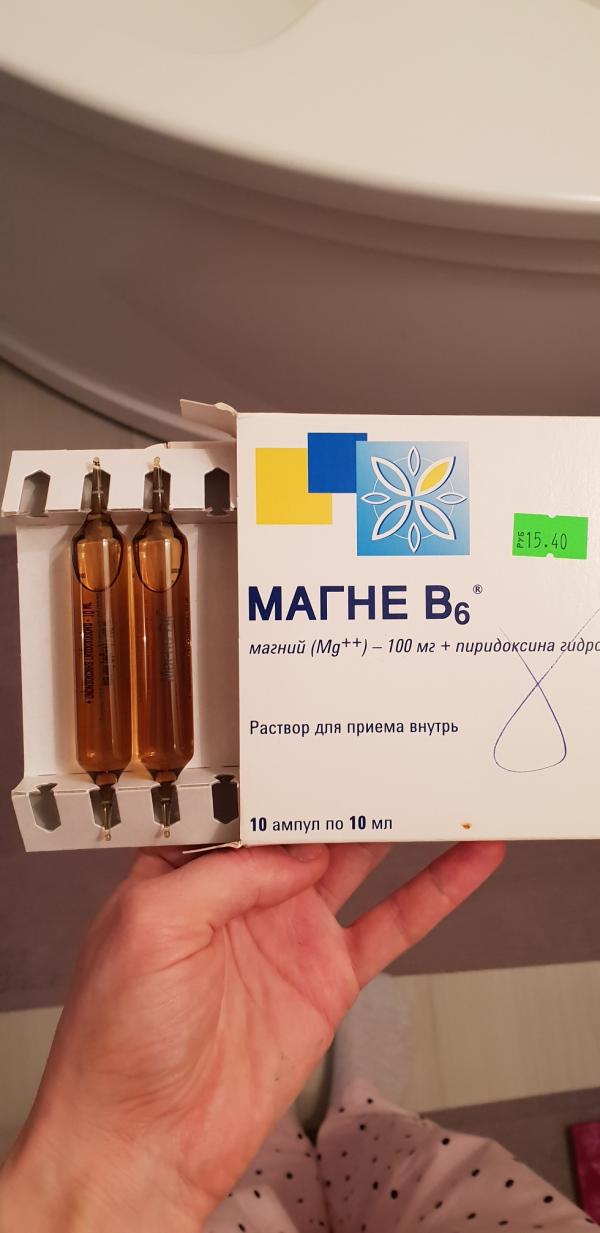 РУБ 15.40
МАГНЕ В6®
магний (Mg++) – 100 мг + пиридоксина гидро
Раствор для приема внутрь
10 ампул по 10 мл